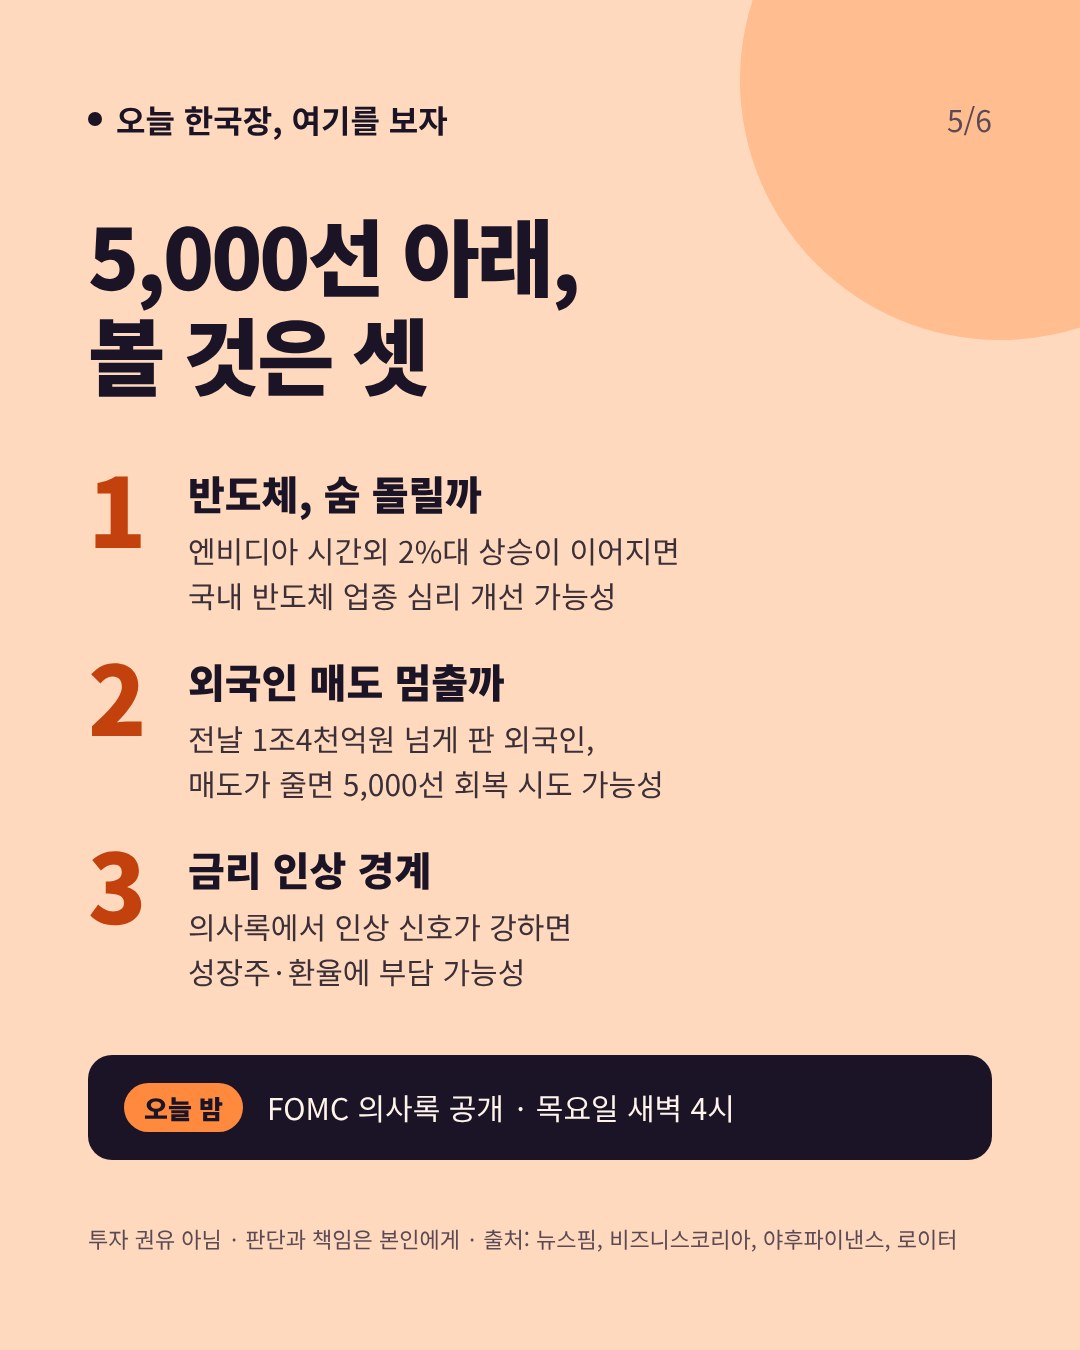 • 오늘 한국장, 여기를 보자
5/6
5,000선 아래,
볼 것은 셋
1
반도체, 숨 돌릴까
엔비디아 시간외 2%대 상승이 이어지면
국내 반도체 업종 심리 개선 가능성
2
외국인 매도 멈출까
전날 1조4천억원 넘게 판 외국인,
매도가 줄면 5,000선 회복 시도 가능성
3
금리 인상 경계
의사록에서 인상 신호가 강하면
성장주·환율에 부담 가능성
오늘 밤 FOMC 의사록 공개 · 목요일 새벽 4시
투자 권유 아님 · 판단과 책임은 본인에게 · 출처: 뉴스핌, 비즈니스코리아, 야후파이낸스, 로이터